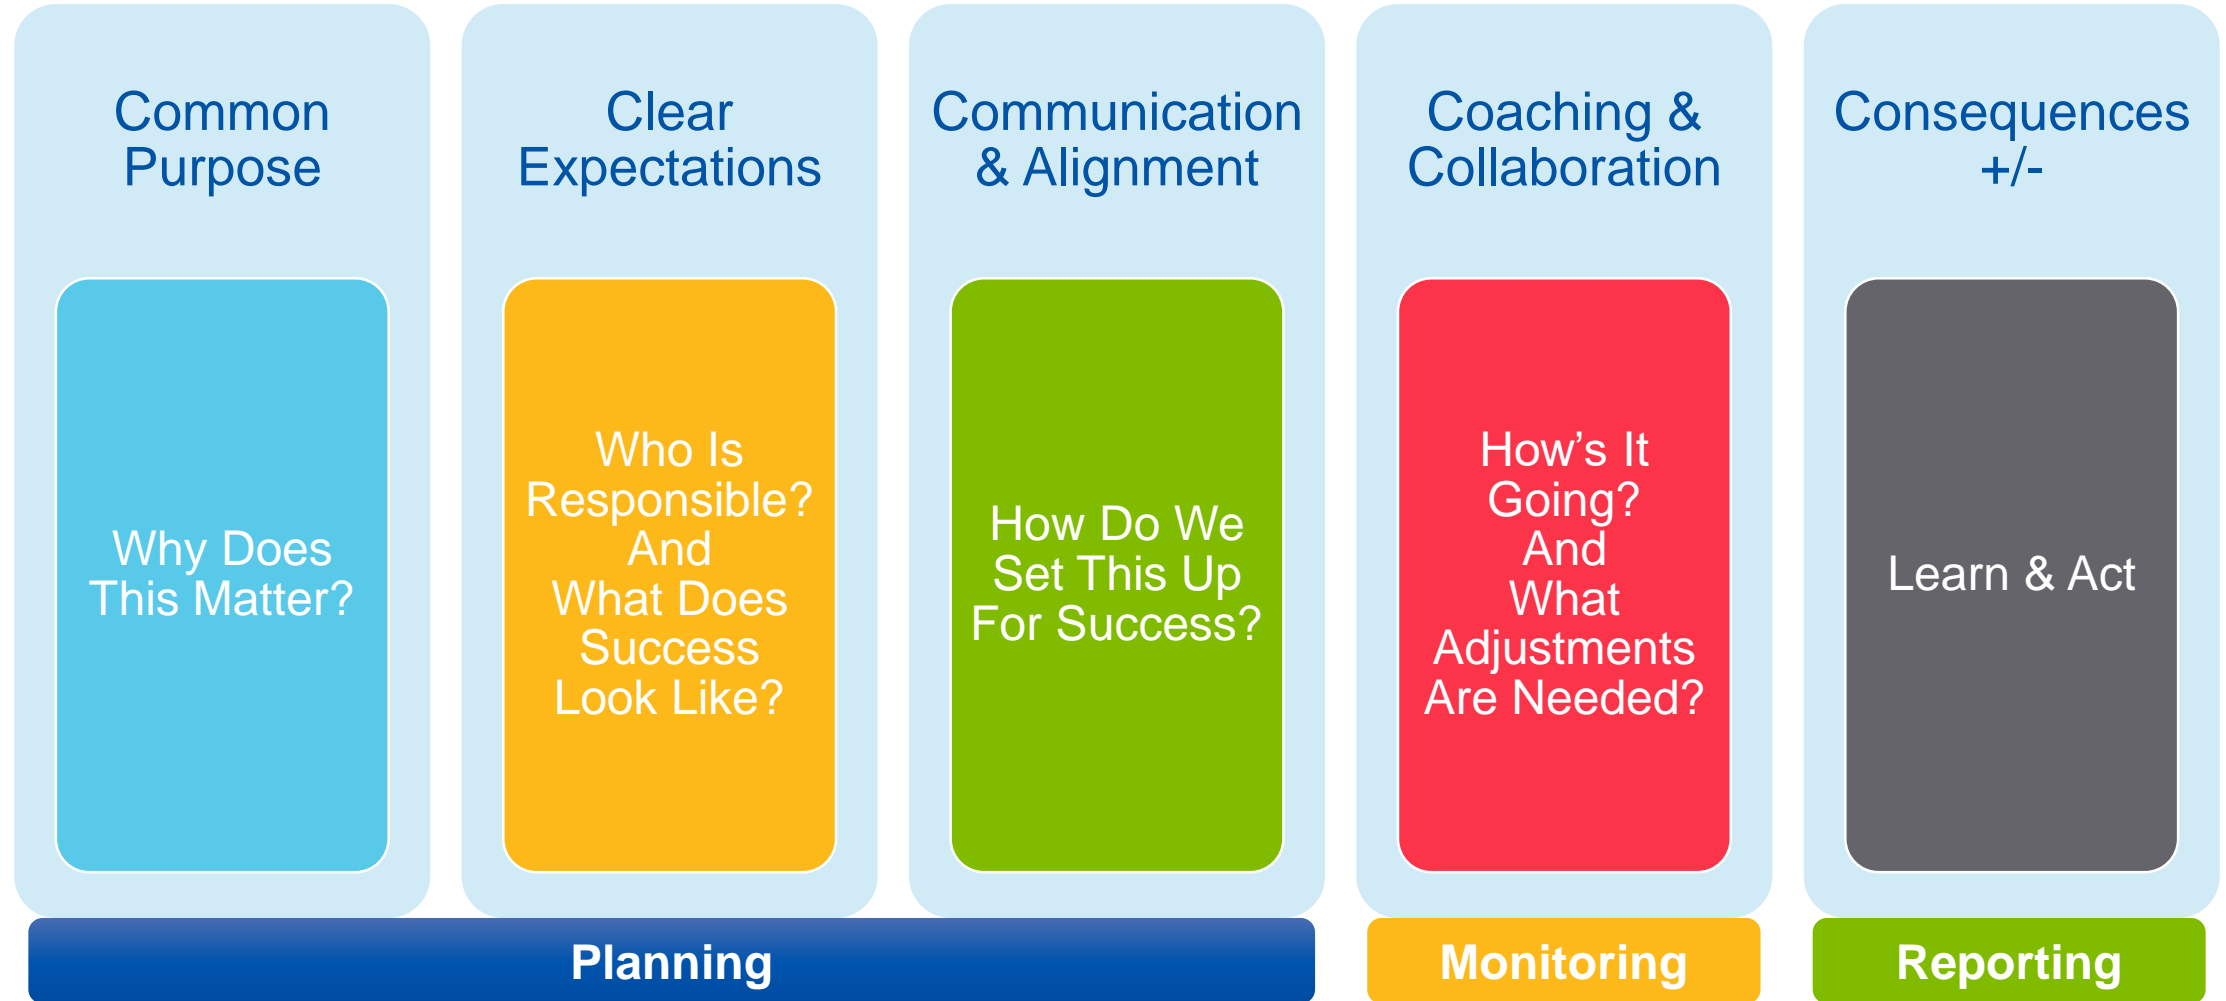 Common
Purpose
Why Does
This Matter?
Clear
Expectations
Who Is
Responsible?
And
What Does
Success
Look Like?
Communication
& Alignment
How Do We
Set This Up
For Success?
Coaching &
Collaboration
How’s It
Going?
And
What
Adjustments
Are Needed?
Consequences
+/-
Learn & Act
Planning
Monitoring
Reporting